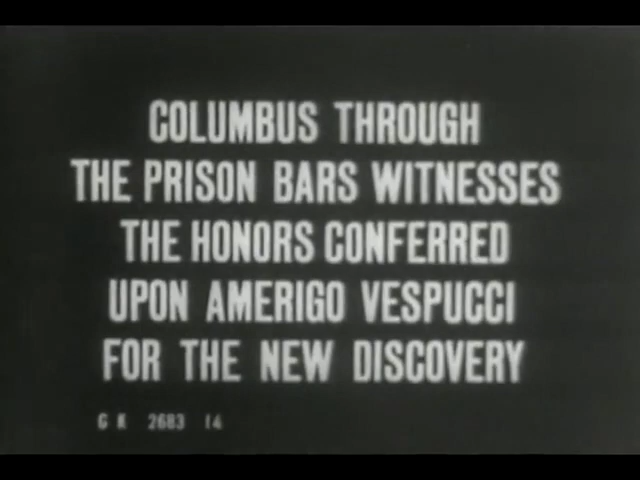 COLUMBUS THROUGH
THE PRISON BARS WITNESSES
THE HONORS CONFERRED
UPON AMERIGO VESPUCCI
FOR THE NEW DISCOVERY
G K 2683 14